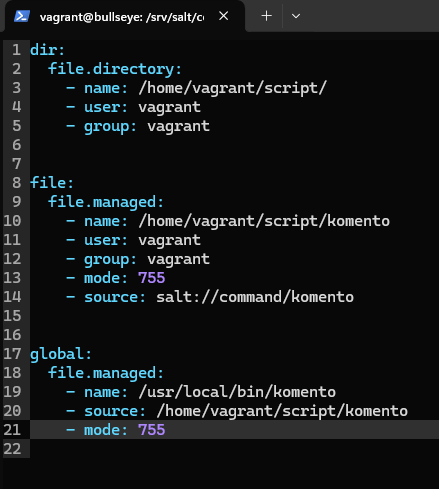 vagrant@bullseye: /srv/salt/c
1 dir:
2   file.directory:
3     - name: /home/vagrant/script/
4     - user: vagrant
5     - group: vagrant
6
7
8 file:
9   file.managed:
10     - name: /home/vagrant/script/komento
11     - user: vagrant
12     - group: vagrant
13     - mode: 755
14     - source: salt://command/komento
15
16
17 global:
18   file.managed:
19     - name: /usr/local/bin/komento
20     - source: /home/vagrant/script/komento
21     - mode: 755
22